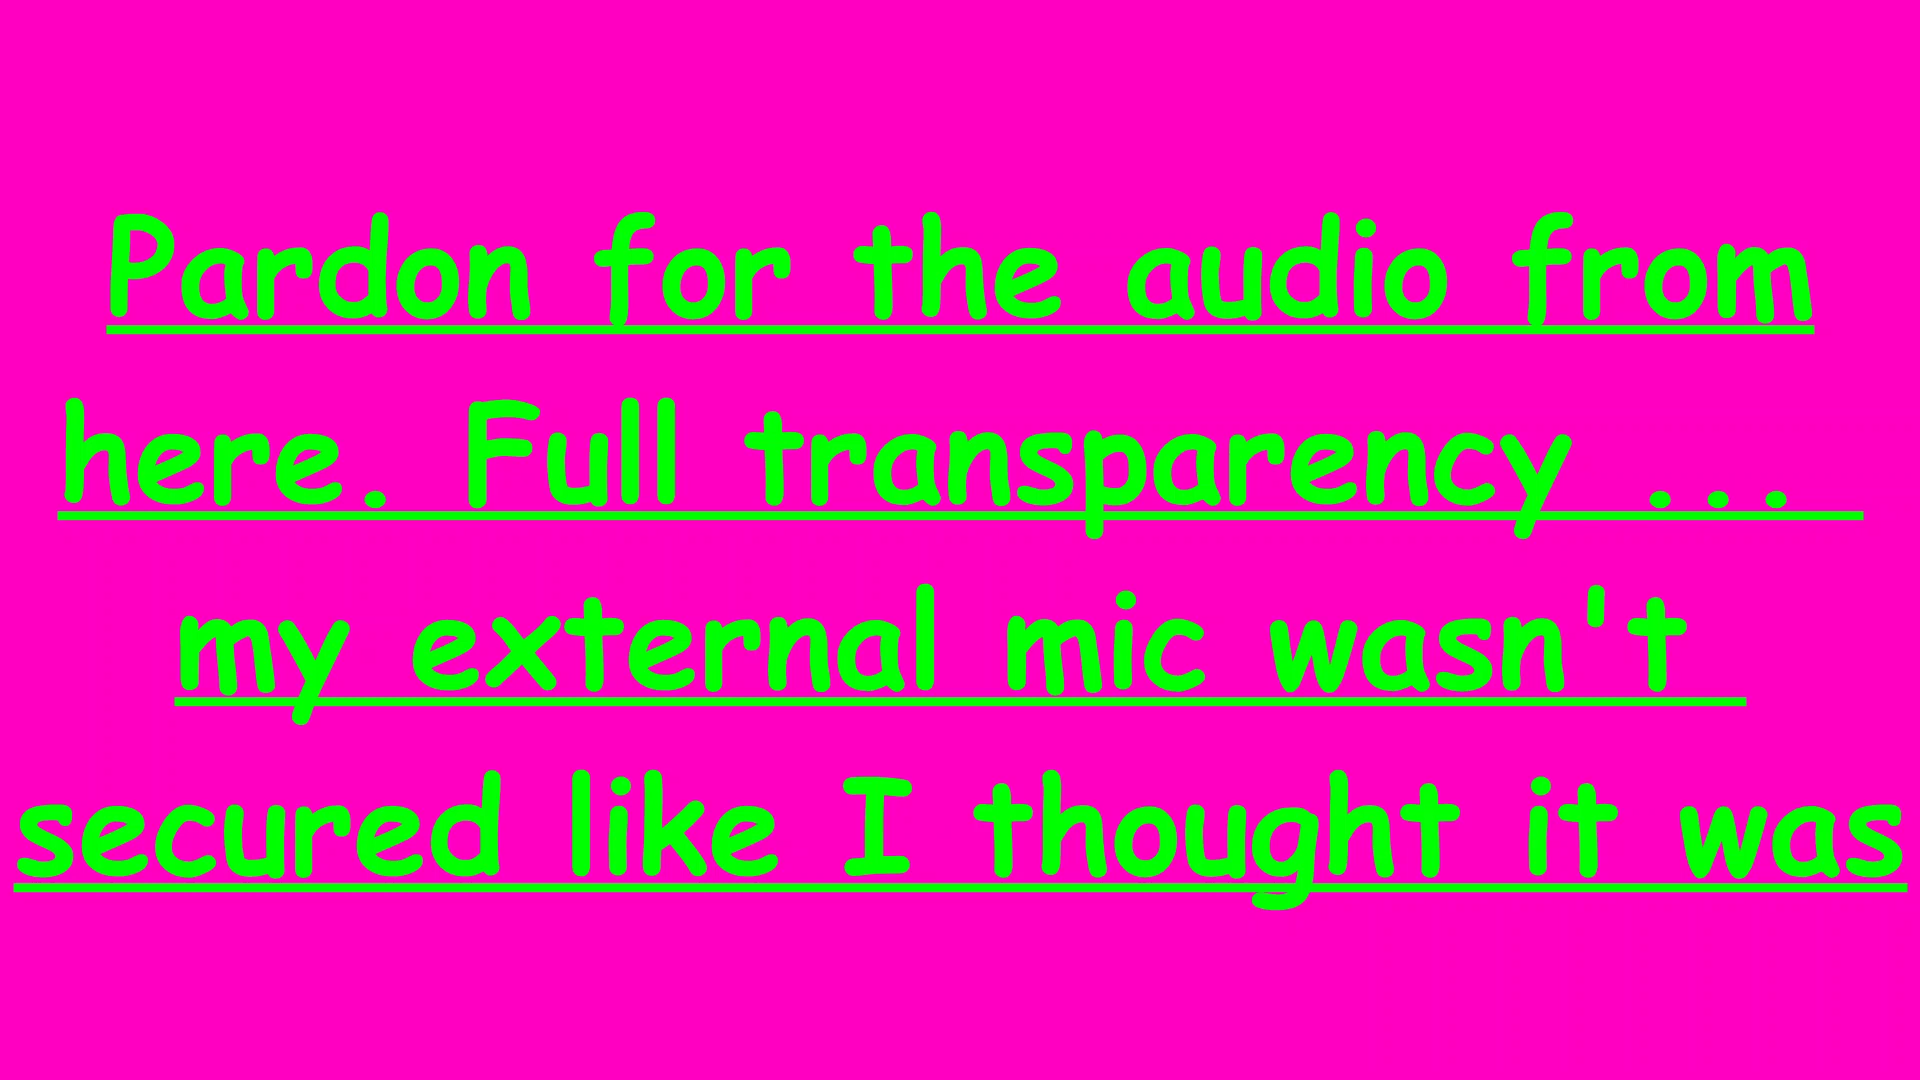 Pardon for the audio from
here. Full transparency ...
my external mic wasn't
secured like I thought it was